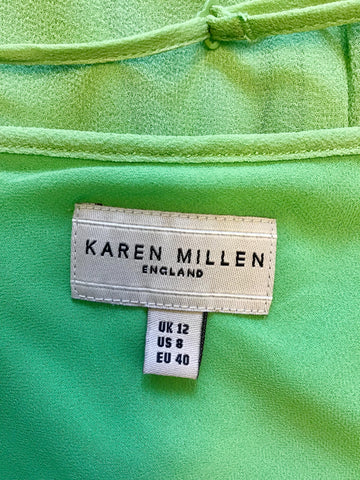 KAREN MILLEN
ENGLAND
UK 12
US 8
EU 40